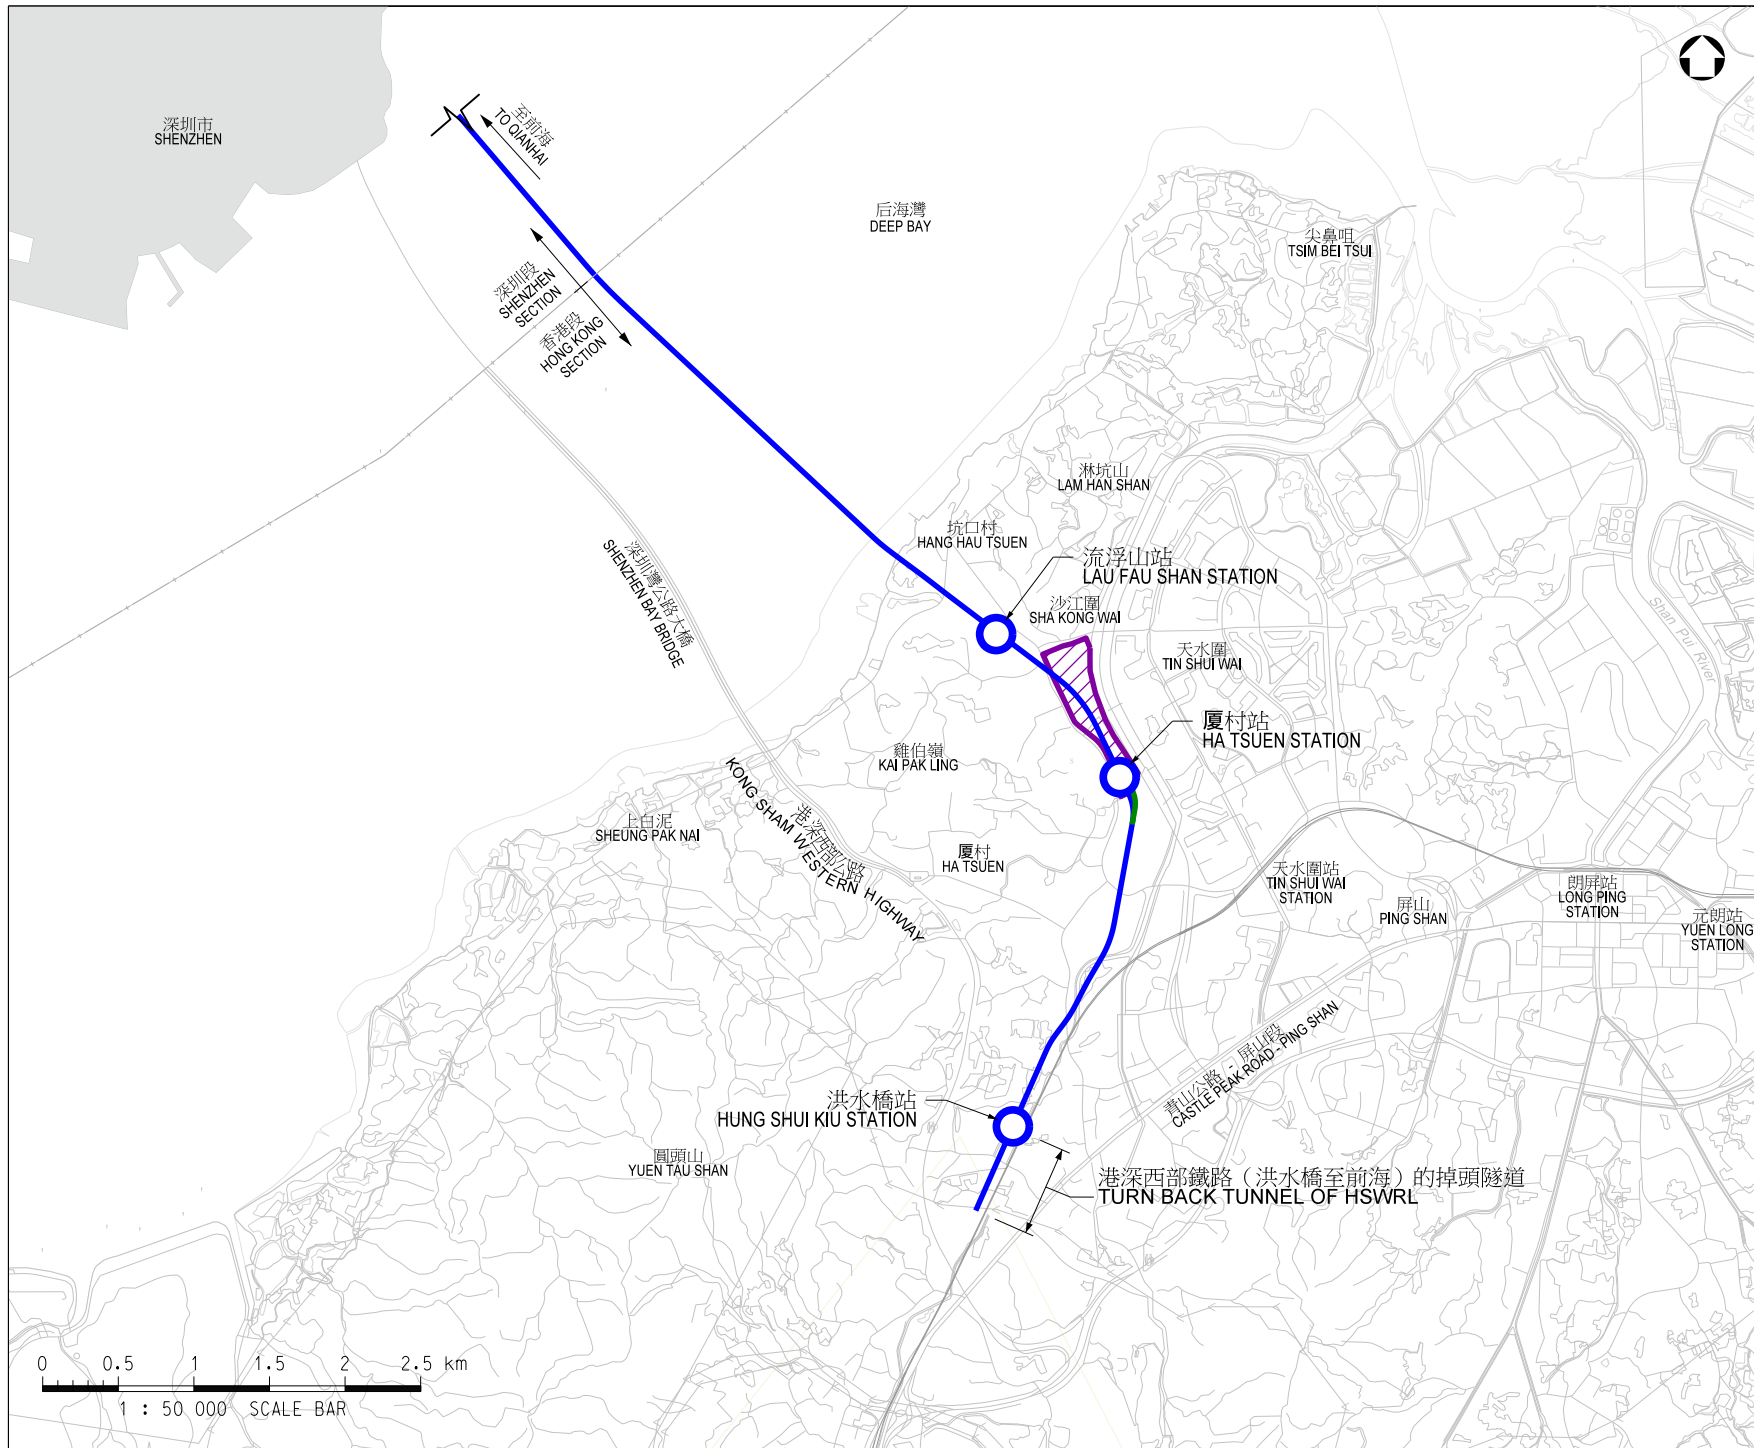 深圳市
SHENZHEN
至前海
TO QIANHAI
后海灣
DEEP BAY
尖鼻咀
TSIM BEI TSUI
深圳段
SHENZHEN
SECTION
香港段
HONG KONG
SECTION
淋坑山
LAM HAN SHAN
坑口村
HANG HAU TSUEN
流浮山站
LAU FAU SHAN STATION
沙江圍
SHA KONG WAI
深圳灣公路大橋
SHENZHEN BAY BRIDGE
天水圍
TIN SHUI WAI
Shan Pui River
厦村站
HA TSUEN STATION
雞伯嶺
KAI PAK LING
上白泥
SHEUNG PAK NAI
港深西部公路
KONG SHAM WESTERN HIGHWAY
厦村
HA TSUEN
天水圍站
TIN SHUI WAI
STATION
屏山
PING SHAN
朗屏站
LONG PING
STATION
元朗站
YUEN LONG
STATION
青山公路 - 屏山段
CASTLE PEAK ROAD - PING SHAN
洪水橋站
HUNG SHUI KIU STATION
圓頭山
YUEN TAU SHAN
港深西部鐵路（洪水橋至前海）的掉頭隧道
TURN BACK TUNNEL OF HSWRL
0 0.5 1 1.5 2 2.5 km
1 : 50 000 SCALE BAR